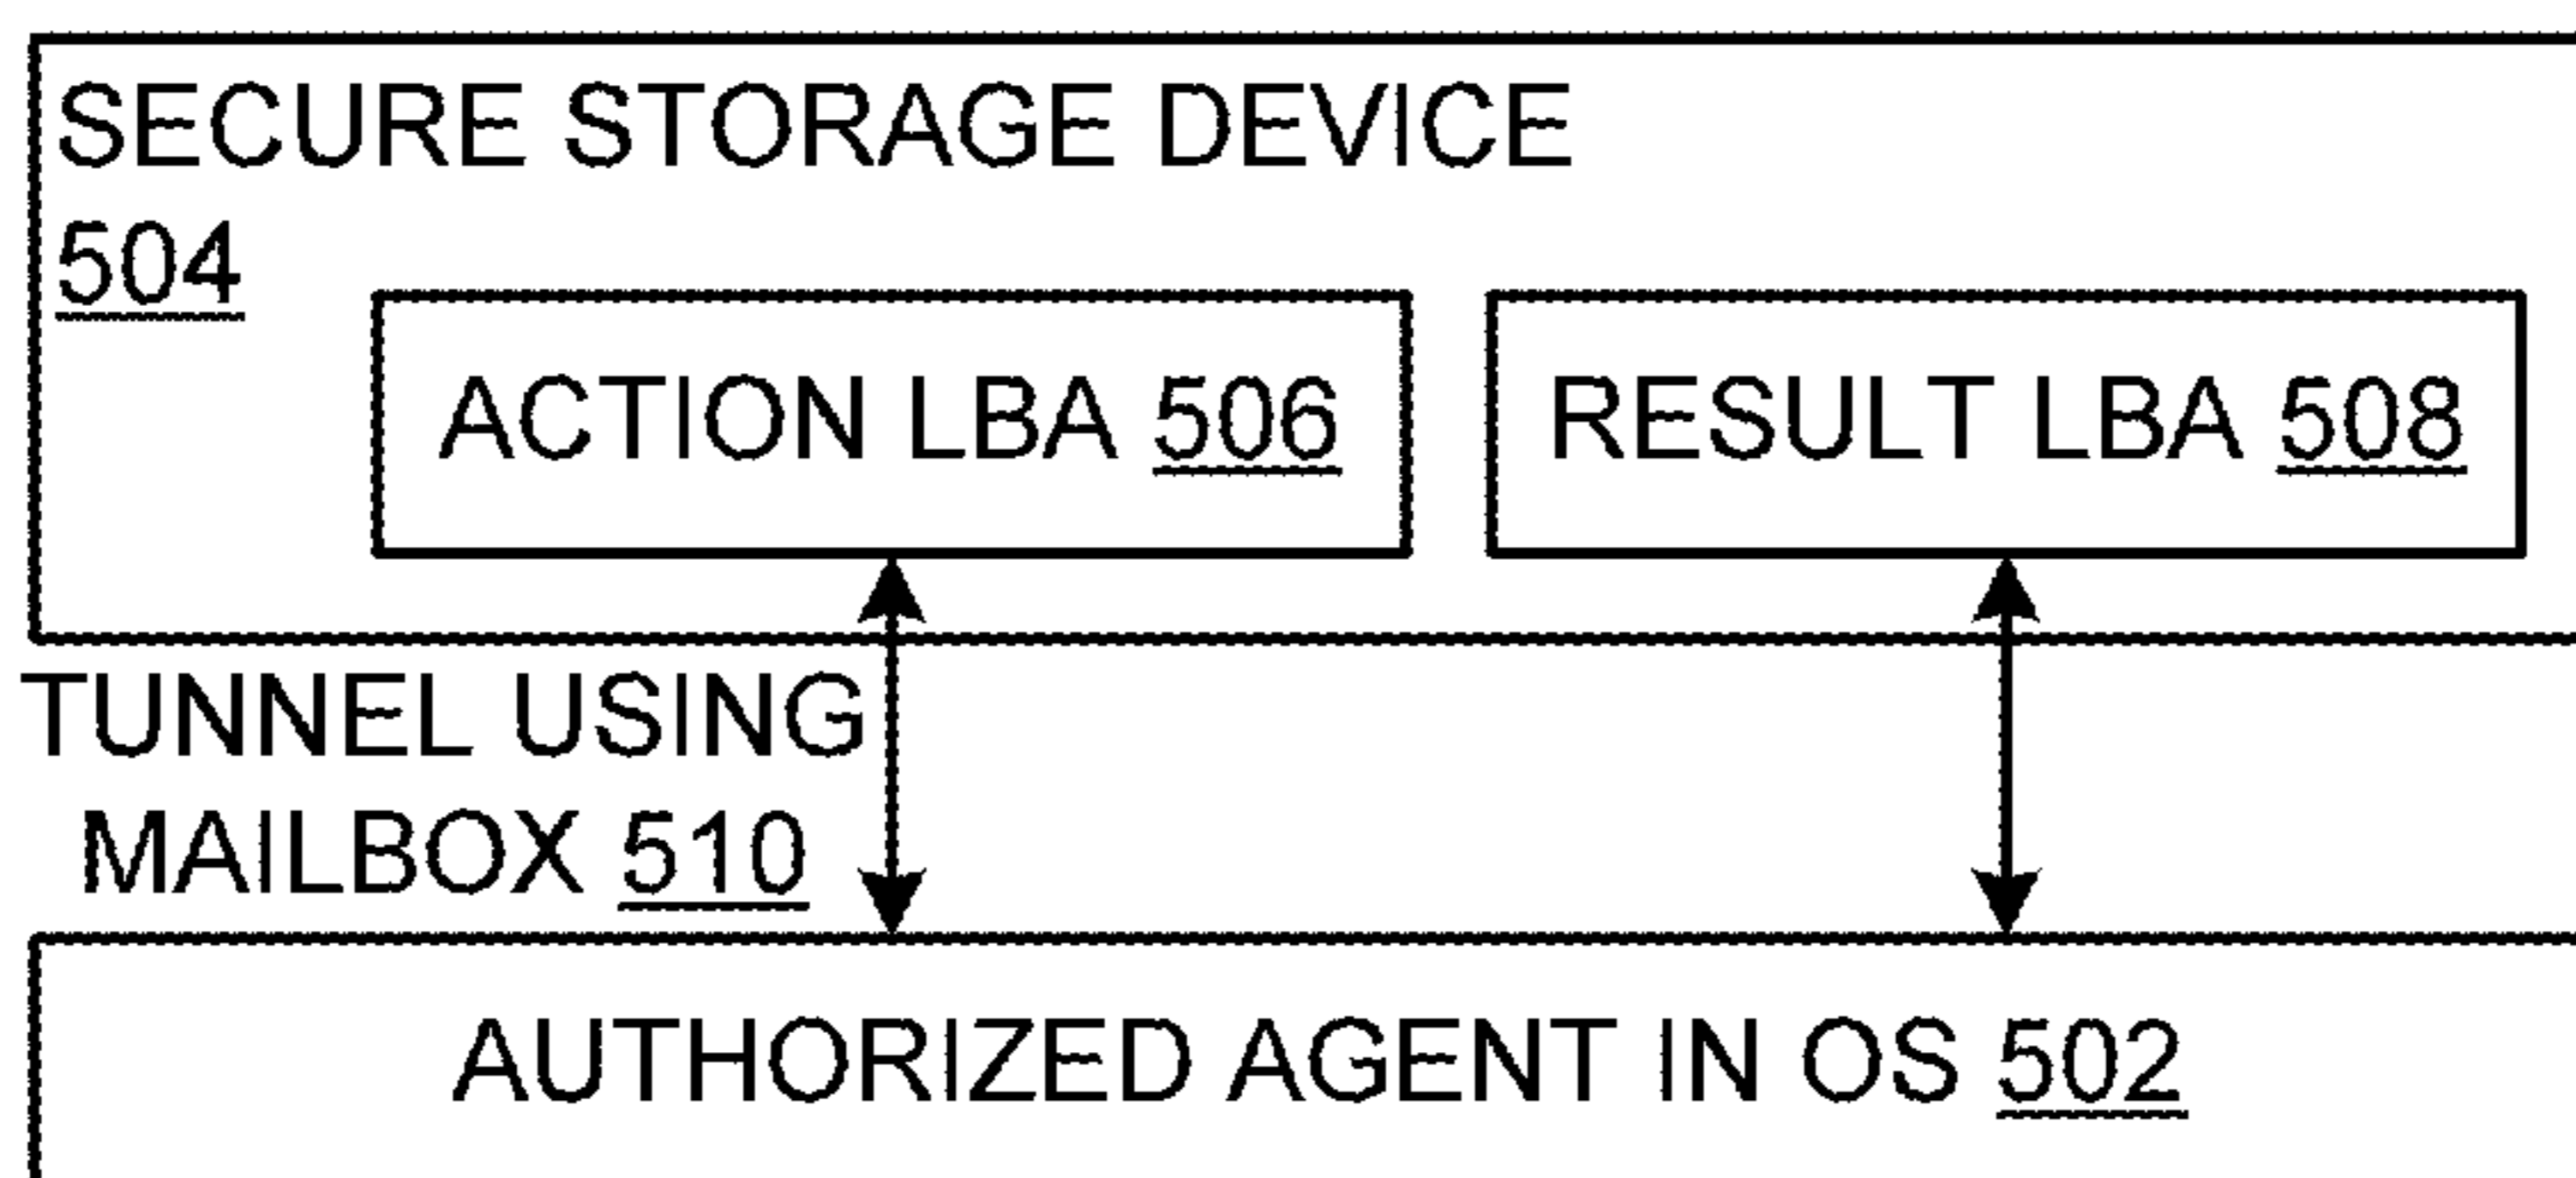 SECURE STORAGE DEVICE
504
ACTION LBA 506
RESULT LBA 508
TUNNEL USING
MAILBOX 510
AUTHORIZED AGENT IN OS 502